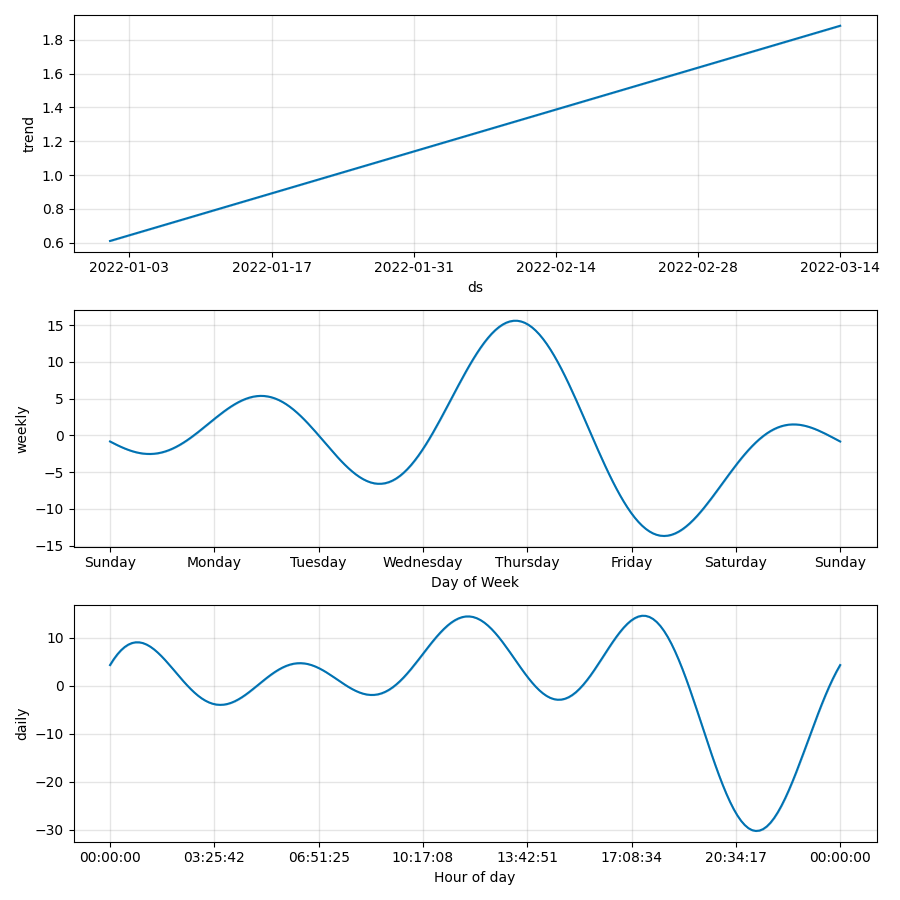 trend
1.8
1.6
1.4
1.2
1.0
0.8
0.6
2022-01-03 2022-01-17 2022-01-31 2022-02-14 2022-02-28 2022-03-14
ds
weekly
15
10
5
0
−5
−10
−15
Sunday Monday Tuesday Wednesday Thursday Friday Saturday Sunday
Day of Week
daily
10
0
−10
−20
−30
00:00:00 03:25:42 06:51:25 10:17:08 13:42:51 17:08:34 20:34:17 00:00:00
Hour of day